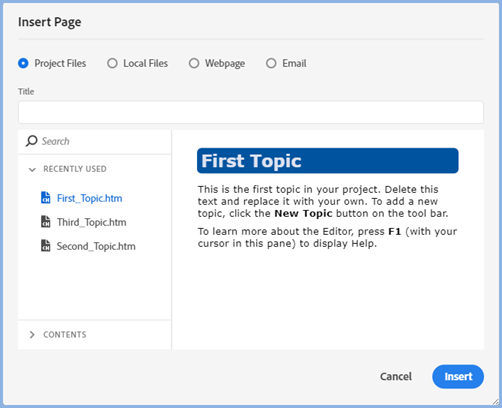 Insert Page
Project Files Local Files Webpage Email
Title
Search
RECENTLY USED
First_Topic.htm
Third_Topic.htm
Second_Topic.htm
CONTENTS
First Topic
This is the first topic in your project. Delete this
text and replace it with your own. To add a new
topic, click the New Topic button on the tool bar.
To learn more about the Editor, press F1 (with your
cursor in this pane) to display Help.
Cancel Insert